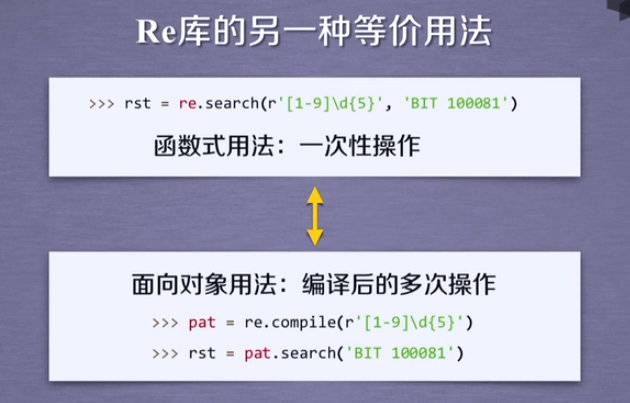 Re库的另一种等价用法
>>> rst = re.search(r'[1-9]\d{5}', 'BIT 100081')
函数式用法：一次性操作
面向对象用法：编译后的多次操作
>>> pat = re.compile(r'[1-9]\d{5}')
>>> rst = pat.search('BIT 100081')